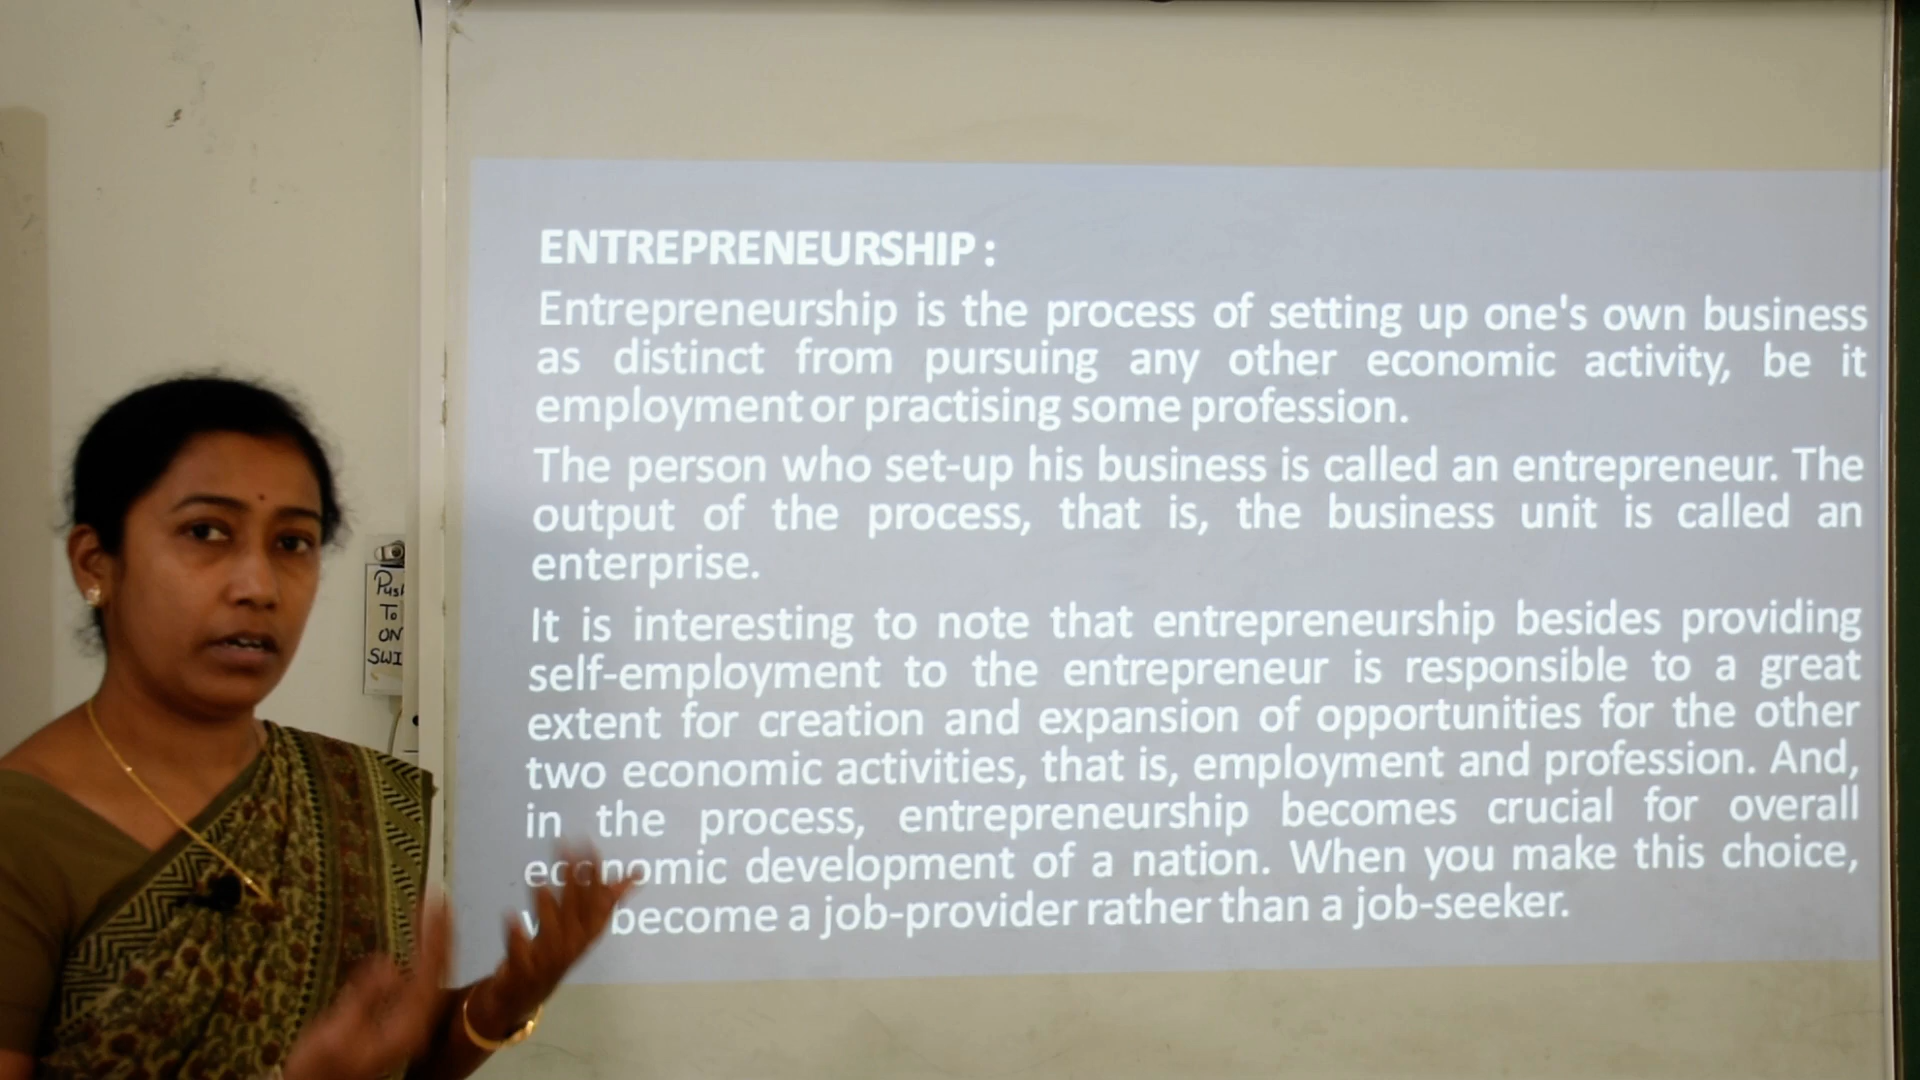 ENTREPRENEURSHIP :
Entrepreneurship is the process of setting up one's own business
as distinct from pursuing any other economic activity, be it
employment or practising some profession.
The person who set-up his business is called an entrepreneur. The
output of the process, that is, the business unit is called an
enterprise.
It is interesting to note that entrepreneurship besides providing
self-employment to the entrepreneur is responsible to a great
extent for creation and expansion of opportunities for the other
two economic activities, that is, employment and profession. And,
in the process, entrepreneurship becomes crucial for overall
economic development of a nation. When you make this choice,
become a job-provider rather than a job-seeker.
To
ON